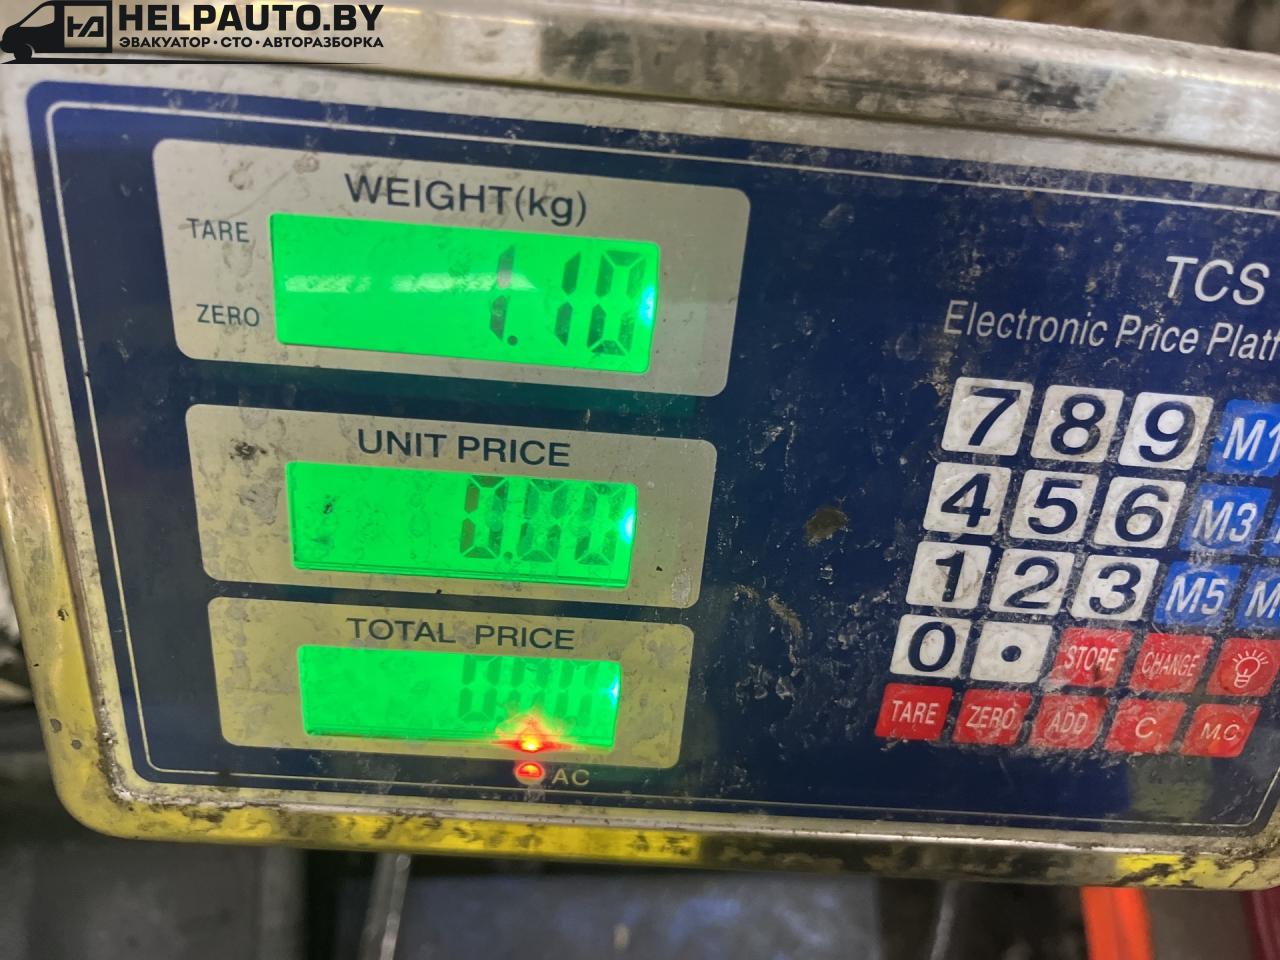 HELPAUTO.BY
ЭВАКУАТОР · СТО · АВТОРАЗБОРКА
WEIGHT(kg)
TARE
ZERO
1.10
UNIT PRICE
0.00
TOTAL PRICE
0.00
AC
TCS
Electronic Price
7 8 9 M1
4 5 6 M3
1 2 3 M5
0 . STORE CHANGE
TARE ZERO ADD C M.C